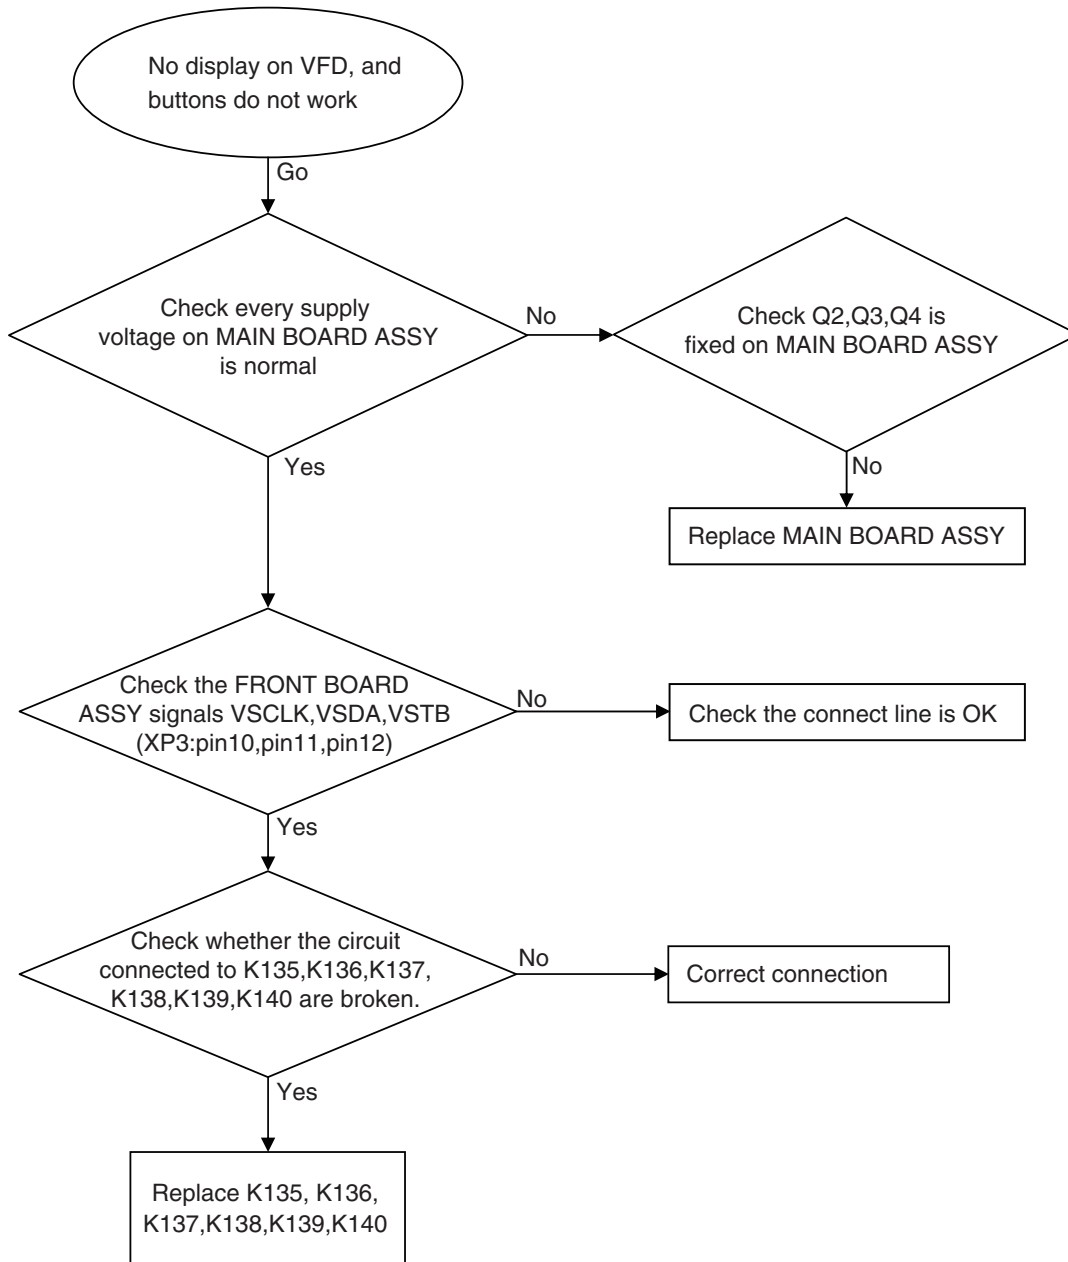 No display on VFD, and
buttons do not work
Go
Check every supply
voltage on MAIN BOARD ASSY
is normal
No
Check Q2,Q3,Q4 is
fixed on MAIN BOARD ASSY
Yes
No
Replace MAIN BOARD ASSY
Check the FRONT BOARD
ASSY signals VSCLK,VSDA,VSTB
(XP3:pin10,pin11,pin12)
No
Check the connect line is OK
Yes
Check whether the circuit
connected to K135,K136,K137,
K138,K139,K140 are broken.
No
Correct connection
Yes
Replace K135, K136,
K137,K138,K139,K140